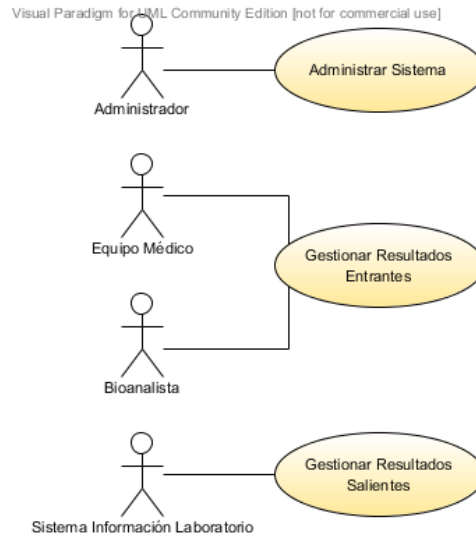 Visual Paradigm for UML Community Edition [not for commercial use]
Administrar Sistema
Administrador
Equipo Médico
Gestionar Resultados
Entrantes
Bioanalista
Gestionar Resultados
Salientes
Sistema Información Laboratorio